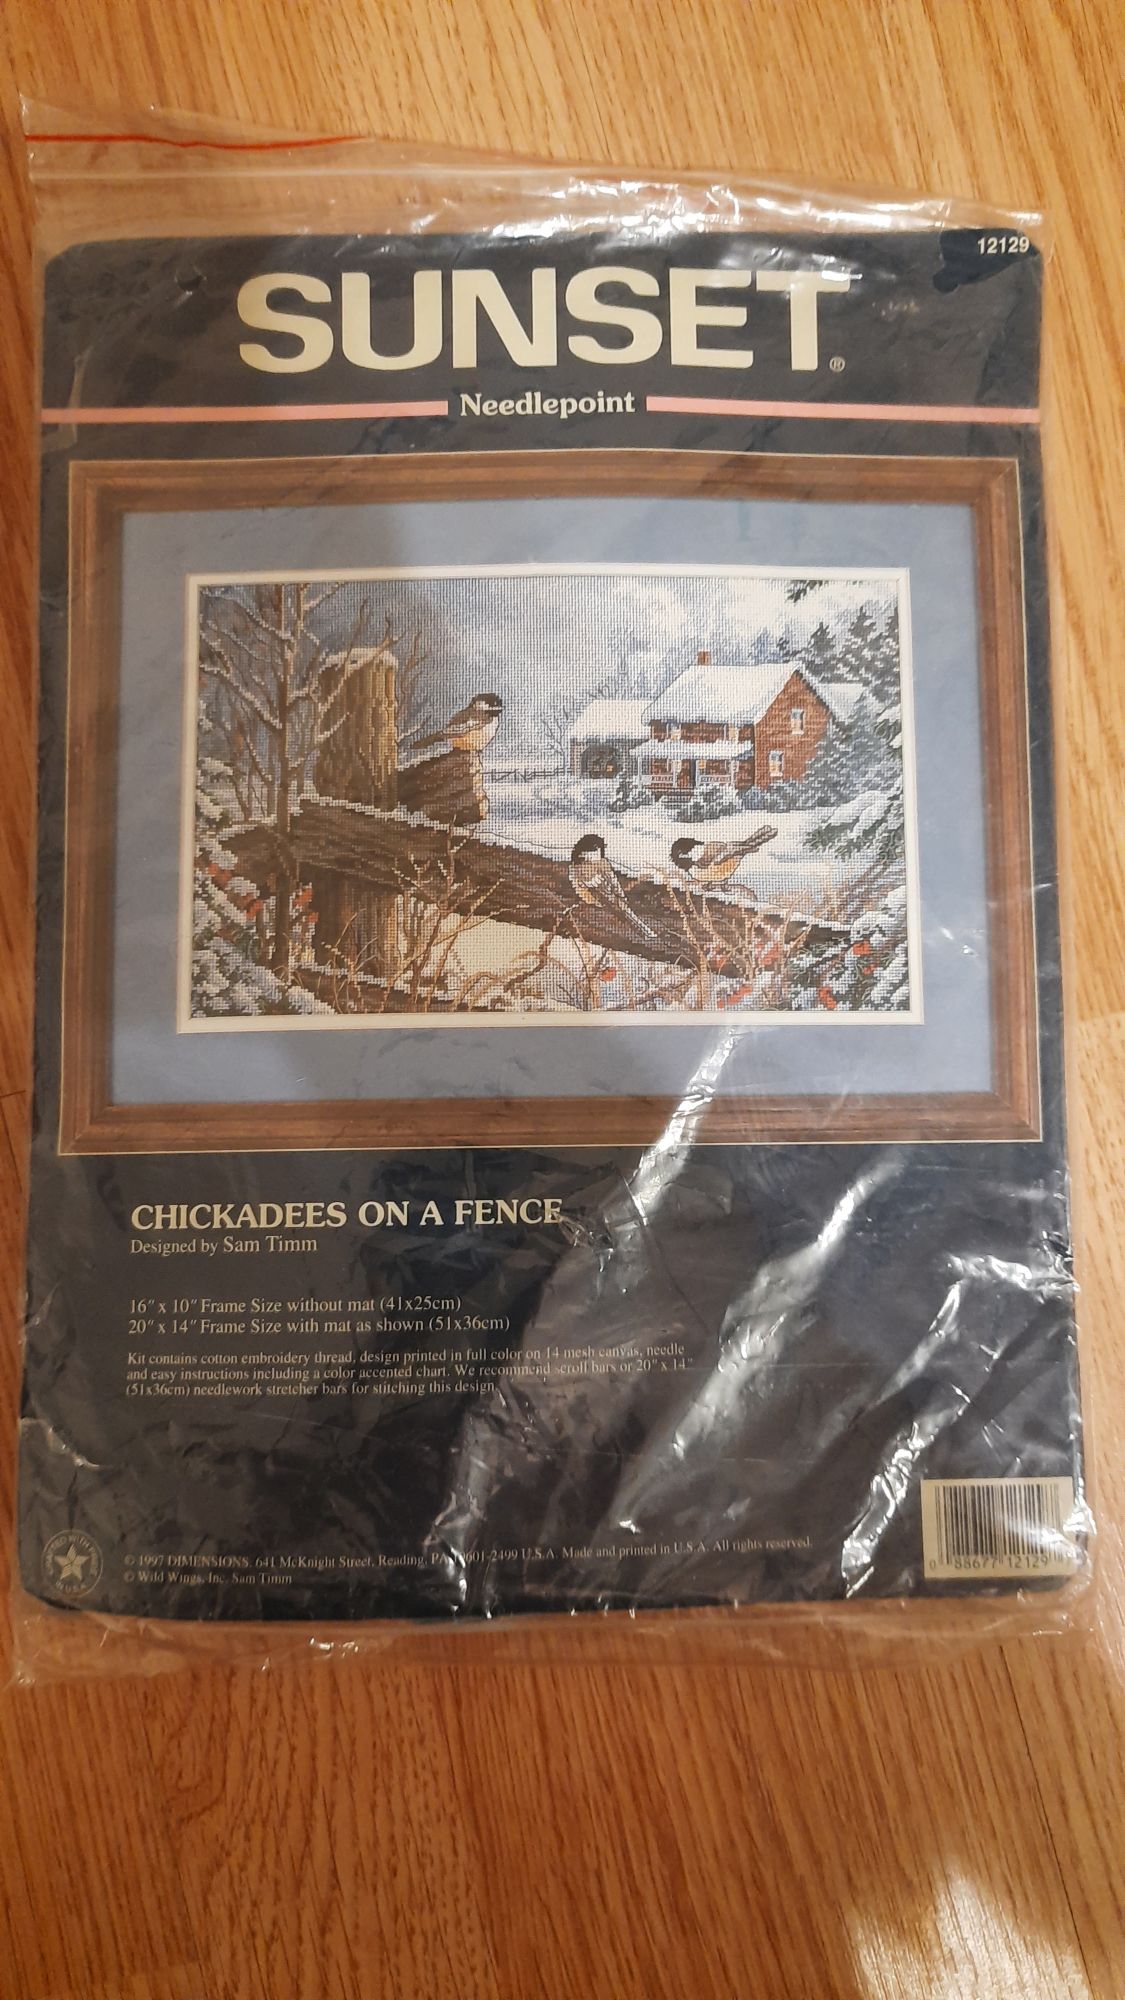 12129
SUNSET®
Needlepoint
CHICKADEES ON A FENCE
Designed by Sam Timm
16" x 10" Frame Size without mat (41x25cm)
20" x 14" Frame Size with mat as shown (51x36cm)
Kit contains cotton embroidery thread, design printed in full color on 14 mesh canvas, needle
and easy instructions including a color accented chart. We recommend scroll bars or 20" x 14"
(51x36cm) needlework stretcher bars for stitching this design.
© 1997 DIMENSIONS, 641 McKnight Street, Reading, PA 19601-2499 U.S.A. Made and printed in U.S.A. All rights reserved.
© Wild Wings, Inc. Sam Timm
0 88677 12129